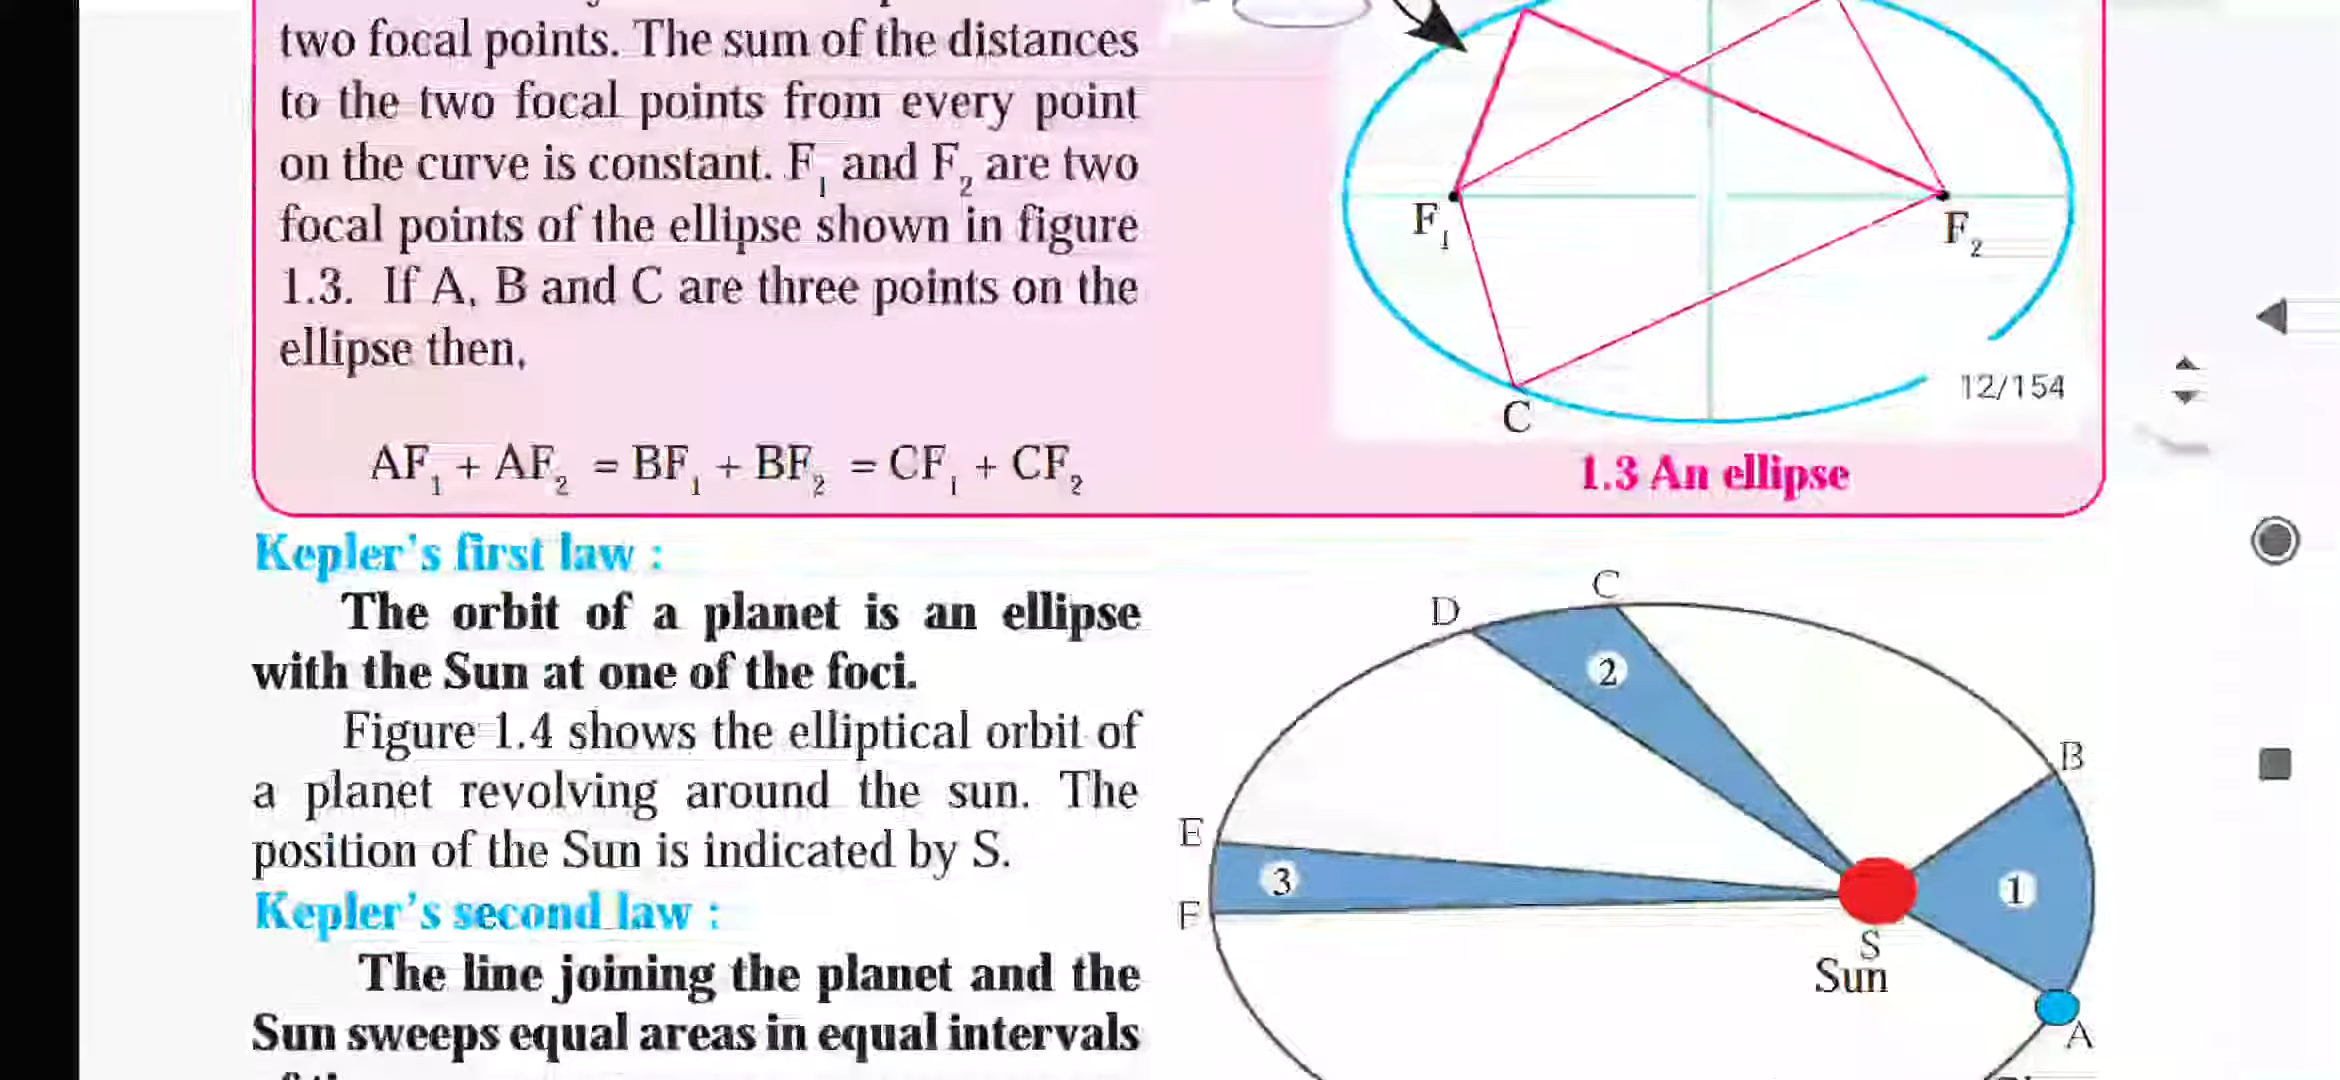 two focal points. The sum of the distances
to the two focal points from every point
on the curve is constant. F1 and F2 are two
focal points of the ellipse shown in figure
1.3. If A, B and C are three points on the
ellipse then,
AF1 + AF2 = BF1 + BF2 = CF1 + CF2
F1
F2
C
12/154
1.3 An ellipse
Kepler's first law :
The orbit of a planet is an ellipse
with the Sun at one of the foci.
Figure 1.4 shows the elliptical orbit of
a planet revolving around the sun. The
position of the Sun is indicated by S.
Kepler's second law :
The line joining the planet and the
Sun sweeps equal areas in equal intervals
D
C
2
B
E
3
F
1
S
Sun
A